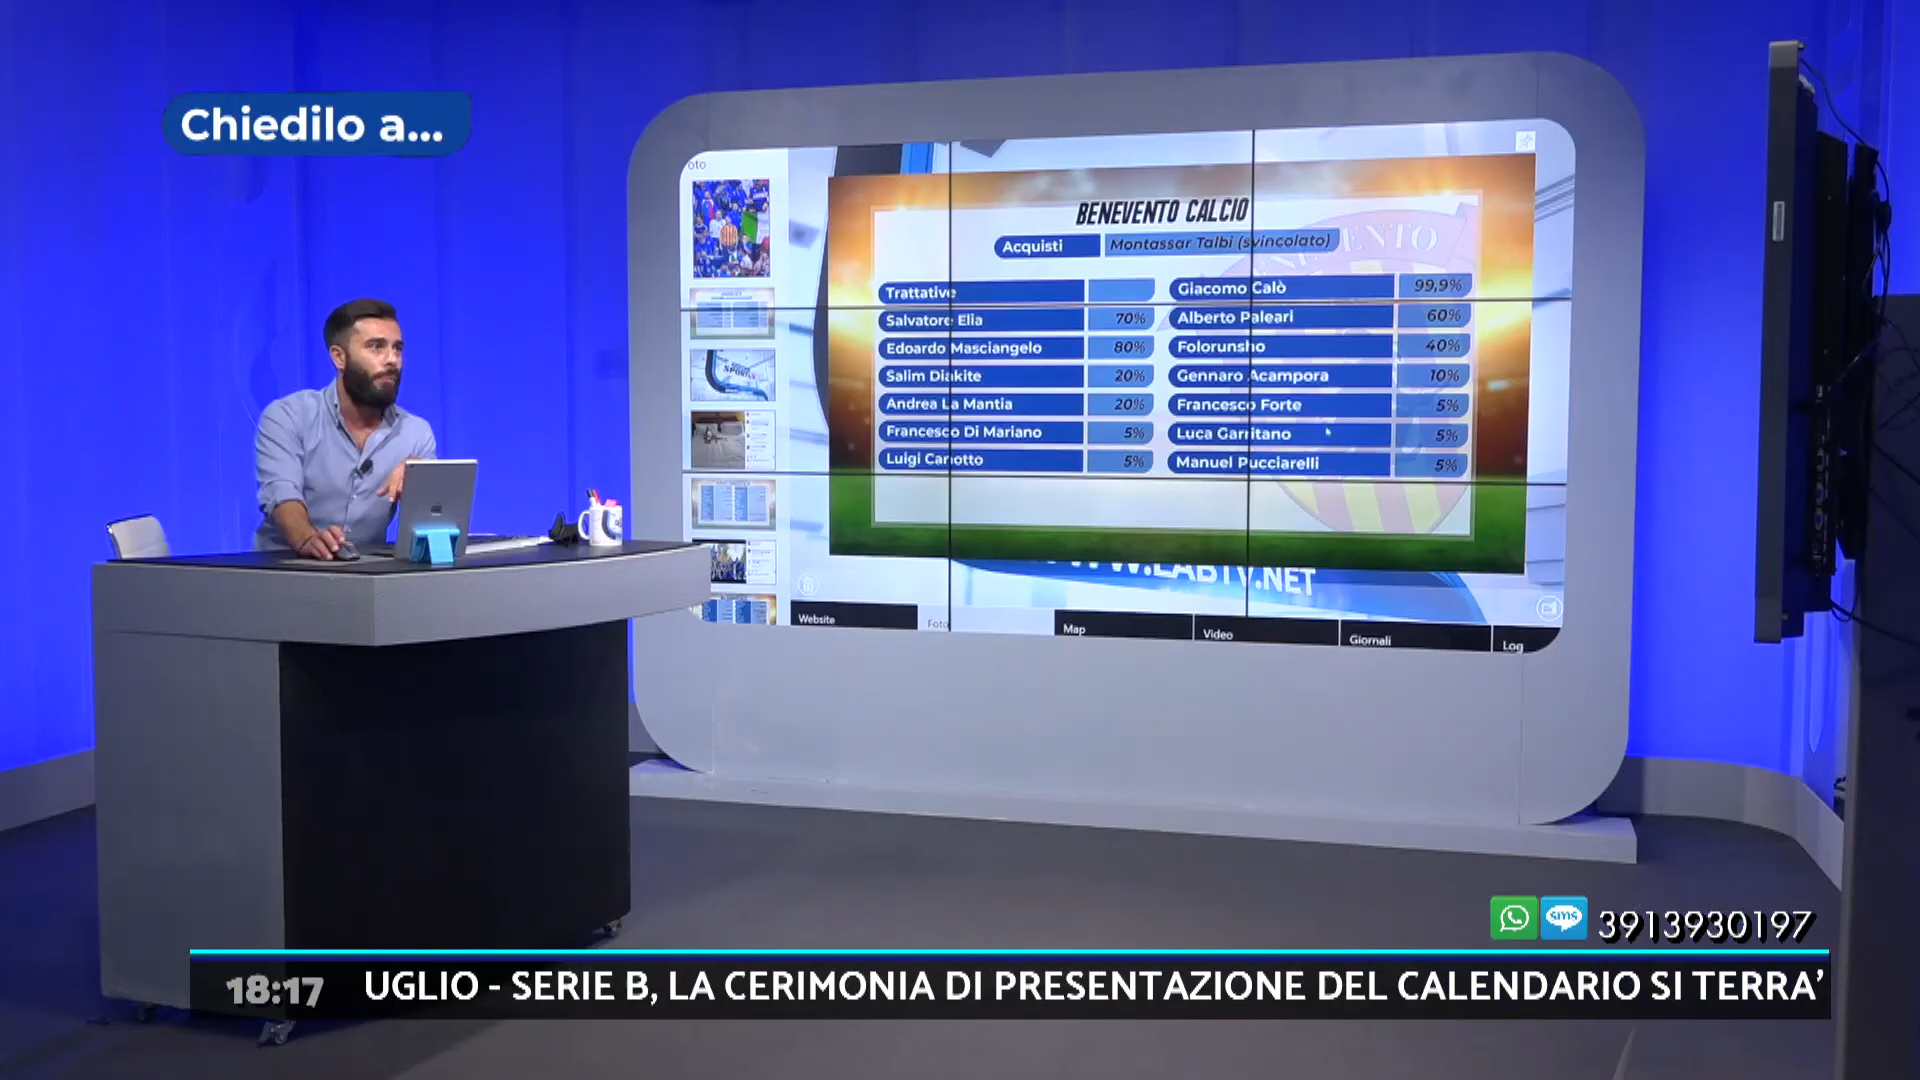 Chiedilo a...
oto
BENEVENTO CALCIO
Acquisti Montassar Talbi (svincolato)
Trattative
Salvatore Elia 70%
Edoardo Masciangelo 80%
Salim Diakite 20%
Andrea La Mantia 20%
Francesco Di Mariano 5%
Luigi Canotto 5%
Giacomo Calò 99,9%
Alberto Paleari 60%
Folorunsho 40%
Gennaro Acampora 10%
Francesco Forte 5%
Luca Garritano 5%
Manuel Pucciarelli 5%
WWW.LABTV.NET
Website Foto Map Video Giornali Log
sms 3913930197
18:17 UGLIO - SERIE B, LA CERIMONIA DI PRESENTAZIONE DEL CALENDARIO SI TERRA’